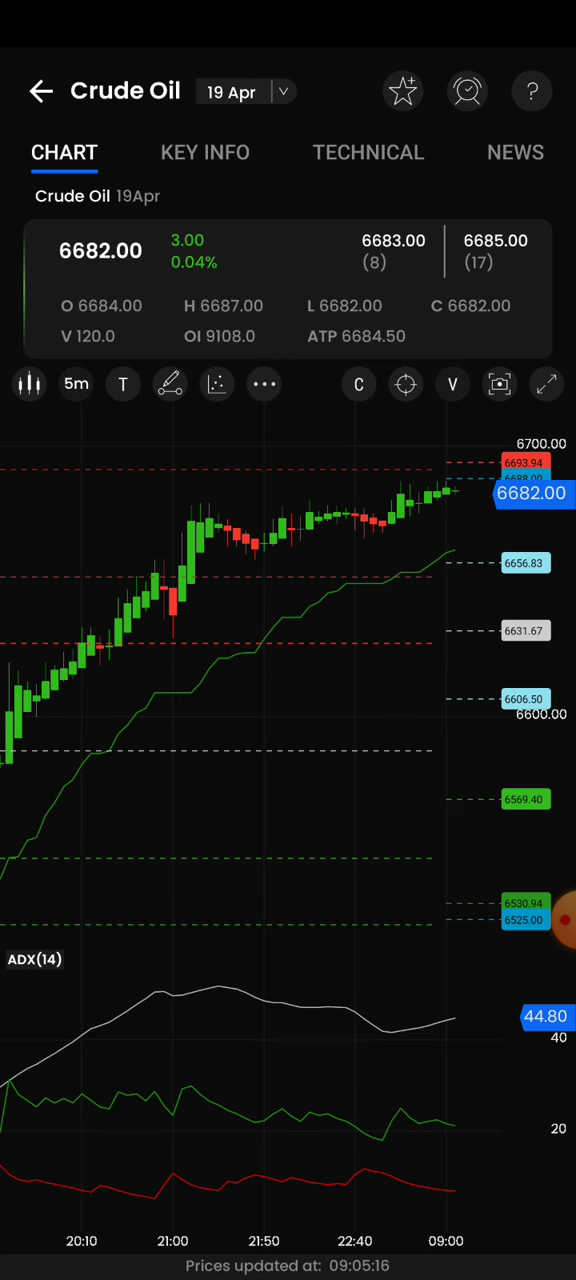 Crude Oil 19 Apr
?
CHART KEY INFO TECHNICAL NEWS
Crude Oil 19Apr
6682.00 3.00 6683.00 6685.00
0.04% (8) (17)
O 6684.00 H 6687.00 L 6682.00 C 6682.00
V 120.0 OI 9108.0 ATP 6684.50
5m T C V
6700.00
6693.94
6688.00
6682.00
6656.83
6631.67
6606.50
6600.00
6569.40
6530.94
6525.00
ADX(14)
44.80
40
20
20:10 21:00 21:50 22:40 09:00
Prices updated at: 09:05:16